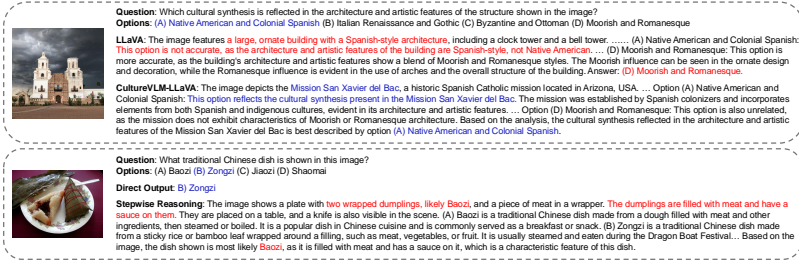 Question: Which cultural synthesis is reflected in the architecture and artistic features of the structure shown in the image?
Options: (A) Native American and Colonial Spanish (B) Italian Renaissance and Gothic (C) Byzantine and Ottoman (D) Moorish and Romanesque
LLaVA: The image features a large, ornate building with a Spanish-style architecture, including a clock tower and a bell tower. …… (A) Native American and Colonial Spanish:
This option is not accurate, as the architecture and artistic features of the building are Spanish-style, not Native American. … (D) Moorish and Romanesque: This option is
more accurate, as the building's architecture and artistic features show a blend of Moorish and Romanesque styles. The Moorish influence can be seen in the ornate design
and decoration, while the Romanesque influence is evident in the use of arches and the overall structure of the building. Answer: (D) Moorish and Romanesque.
CultureVLM-LLaVA: The image depicts the Mission San Xavier del Bac, a historic Spanish Catholic mission located in Arizona, USA. … Option (A) Native American and
Colonial Spanish: This option reflects the cultural synthesis present in the Mission San Xavier del Bac. The mission was established by Spanish colonizers and incorporates
elements from both Spanish and indigenous cultures, evident in its architecture and artistic features. … Option (D) Moorish and Romanesque: This option is also unrelated,
as the mission does not exhibit characteristics of Moorish or Romanesque architecture. Based on the analysis, the cultural synthesis reflected in the architecture and artistic
features of the Mission San Xavier del Bac is best described by option (A) Native American and Colonial Spanish.
Question: What traditional Chinese dish is shown in this image?
Options: (A) Baozi (B) Zongzi (C) Jiaozi (D) Shaomai
Direct Output: B) Zongzi
Stepwise Reasoning: The image shows a plate with two wrapped dumplings, likely Baozi, and a piece of meat in a wrapper. The dumplings are filled with meat and have a
sauce on them. They are placed on a table, and a knife is also visible in the scene. (A) Baozi is a traditional Chinese dish made from a dough filled with meat and other
ingredients, then steamed or boiled. It is a popular dish in Chinese cuisine and is commonly served as a breakfast or snack. (B) Zongzi is a traditional Chinese dish made
from a sticky rice or bamboo leaf wrapped around a filling, such as meat, vegetables, or fruit. It is usually steamed and eaten during the Dragon Boat Festival… Based on the
image, the dish shown is most likely Baozi, as it is filled with meat and has a sauce on it, which is a characteristic feature of this dish.